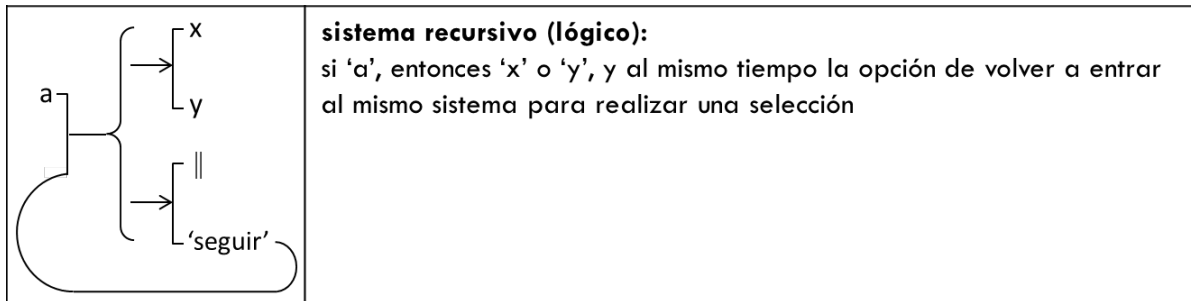 x
a
y
||
‘seguir’
sistema recursivo (lógico):
si ‘a’, entonces ‘x’ o ‘y’, y al mismo tiempo la opción de volver a entrar
al mismo sistema para realizar una selección